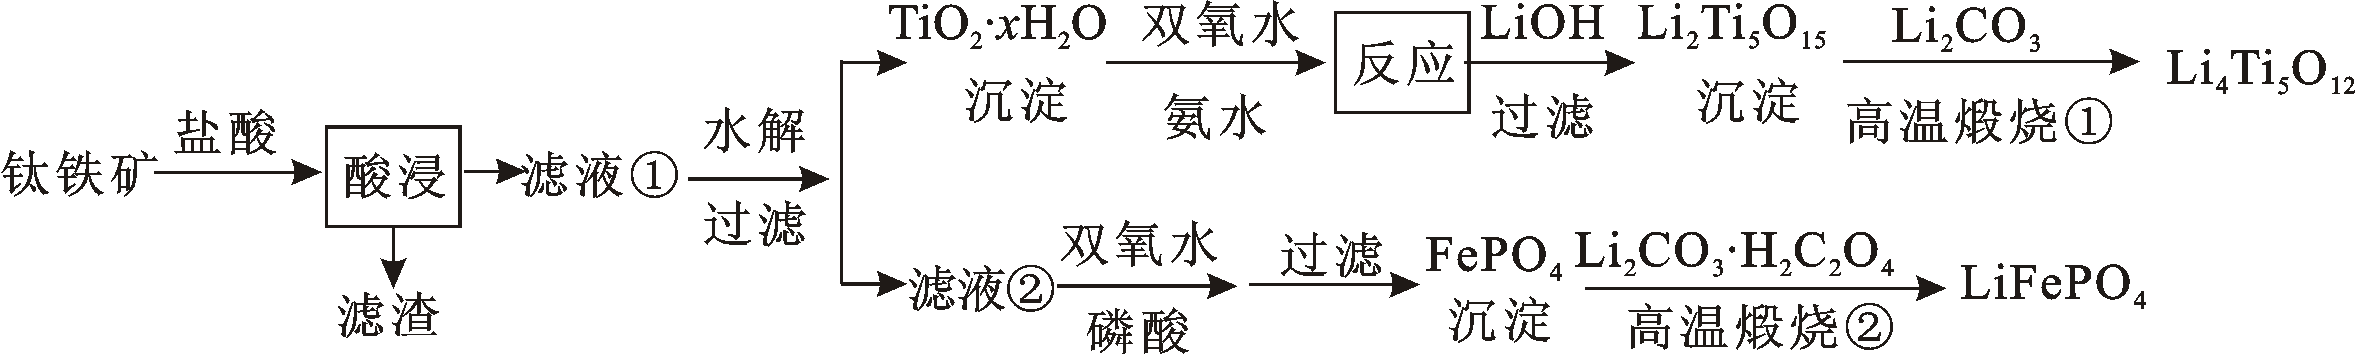 TiO₂·xH₂O 双氧水 LiOH Li₂Ti₅O₁₅ Li₂CO₃
反应 Li₄Ti₅O₁₂
沉淀 氨水 过滤 沉淀 高温煅烧①
盐酸 水解
钛铁矿 酸浸 滤液①
过滤
双氧水 过滤 FePO₄ Li₂CO₃·H₂C₂O₄
滤液② LiFePO₄
滤渣 磷酸 沉淀 高温煅烧②